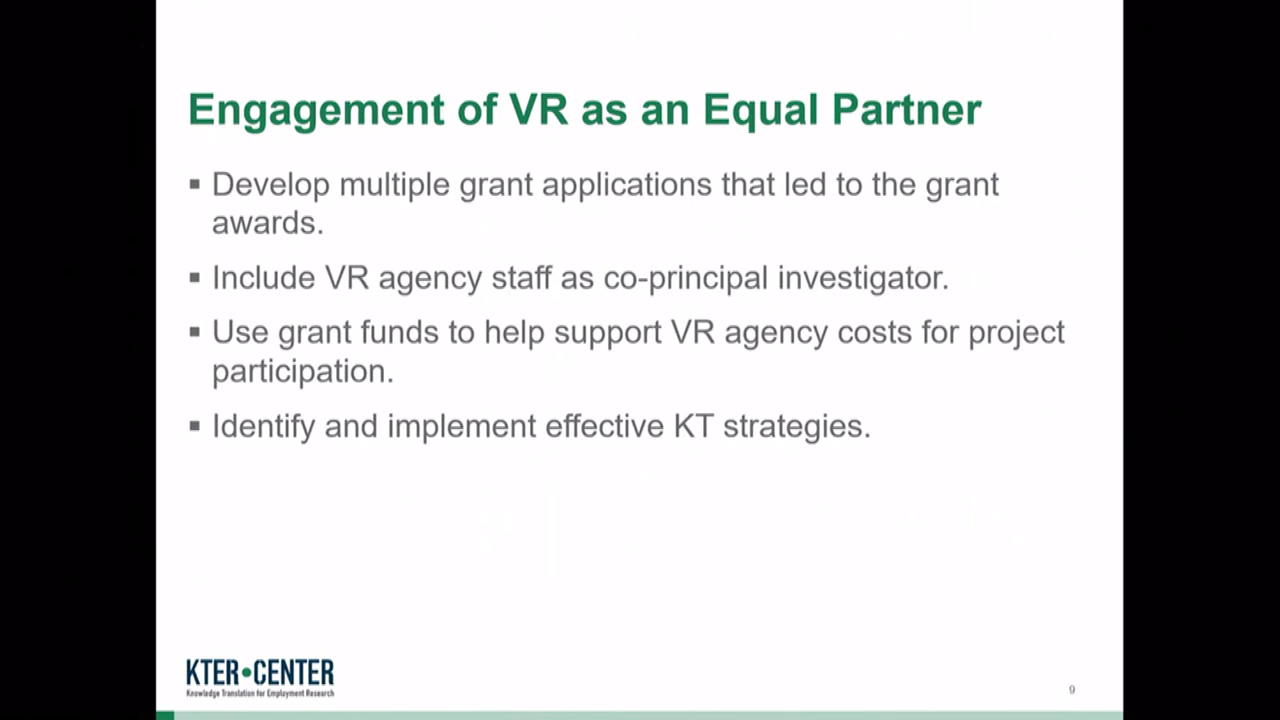 Engagement of VR as an Equal Partner
▪ Develop multiple grant applications that led to the grant
awards.
▪ Include VR agency staff as co-principal investigator.
▪ Use grant funds to help support VR agency costs for project
participation.
▪ Identify and implement effective KT strategies.
KTER•CENTER
Knowledge Translation for Employment Research
9